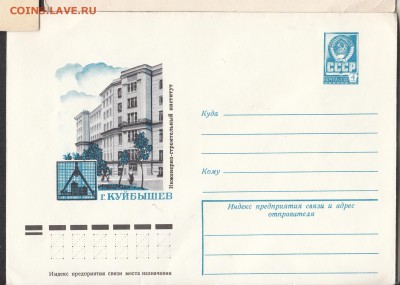 COINS.LAVE.RU
СССР
Инженерно-строительный институт
г. КУЙБЫШЕВ
Куда
Кому
Индекс предприятия связи и адрес
отправителя
Индекс предприятия связи места назначения